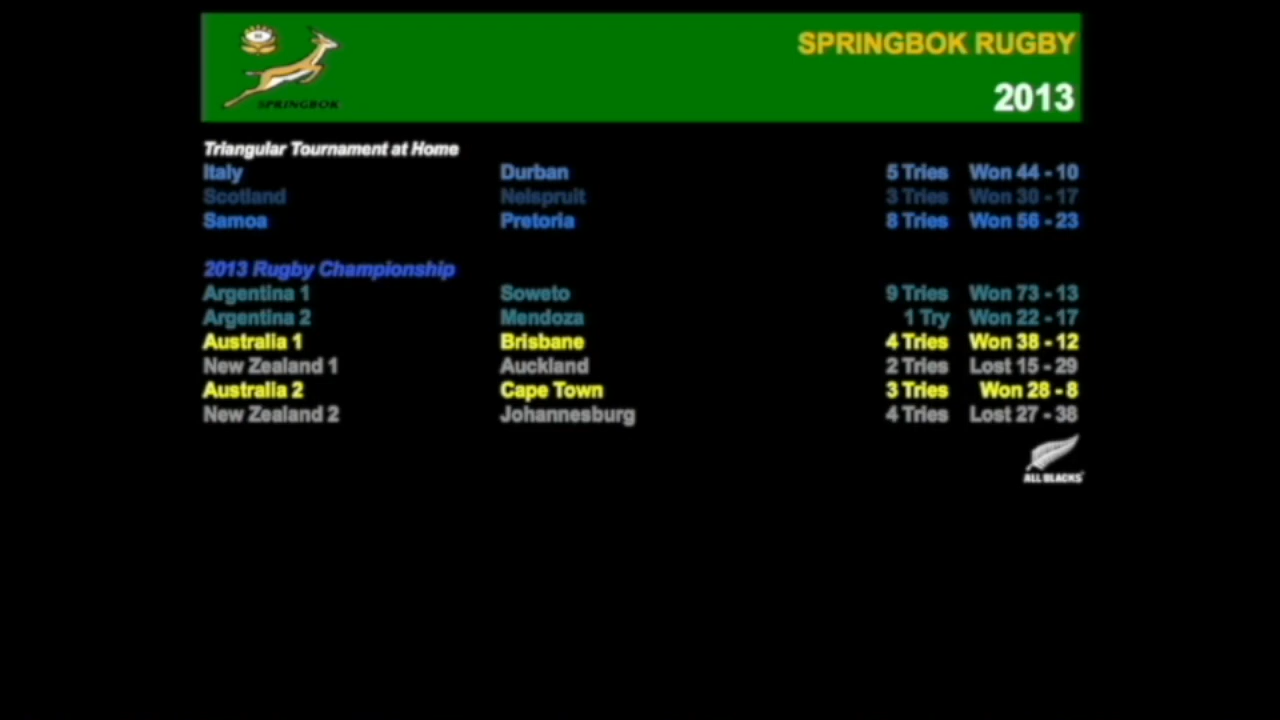 SPRINGBOK RUGBY
2013
SPRINGBOK
Triangular Tournament at Home
Italy Durban 5 Tries Won 44 - 10
Scotland Nelspruit 3 Tries Won 30 - 17
Samoa Pretoria 8 Tries Won 56 - 23
2013 Rugby Championship
Argentina 1 Soweto 9 Tries Won 73 - 13
Argentina 2 Mendoza 1 Try Won 22 - 17
Australia 1 Brisbane 4 Tries Won 38 - 12
New Zealand 1 Auckland 2 Tries Lost 15 - 29
Australia 2 Cape Town 3 Tries Won 28 - 8
New Zealand 2 Johannesburg 4 Tries Lost 27 - 38
ALL BLACKS